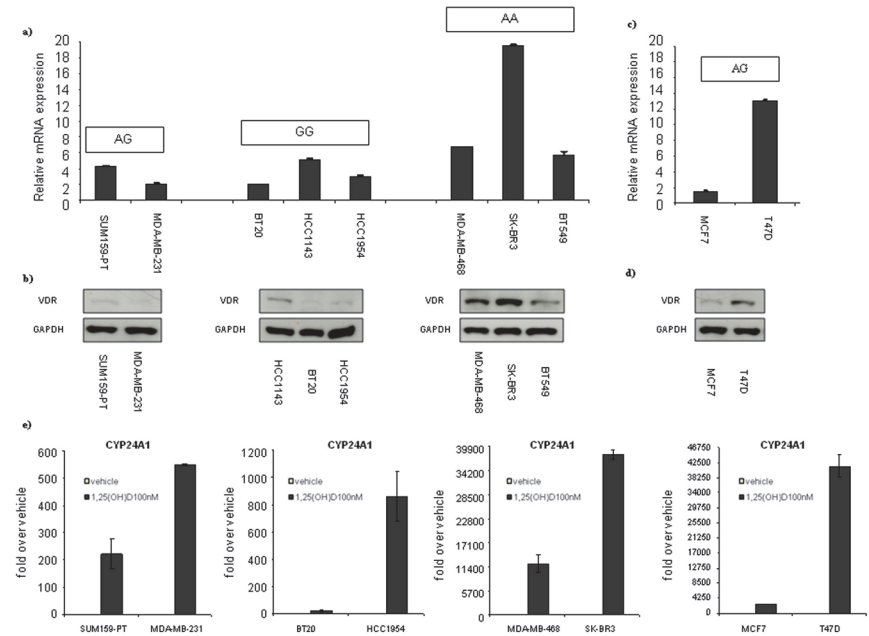 a)
AA
c)
20
18
16
14
12
10
8
6
4
2
0
Relative mRNA expression
AG
GG
SUM159-PT
MDA-MB-231
BT20
HCC1143
HCC1954
MDA-MB-468
SK-BR3
BT549
20
18
16
14
12
10
8
6
4
2
0
Relative mRNA expression
AG
MCF7
T47D
b)
VDR
GAPDH
SUM159-PT
MDA-MB-231
VDR
GAPDH
HCC1143
BT20
HCC1954
VDR
GAPDH
MDA-MB-468
SK-BR3
BT549
d)
VDR
GAPDH
MCF7
T47D
e)
CYP24A1
600
500
400
300
200
100
0
fold over vehicle
vehicle
1,25(OH)D100nM
SUM159-PT MDA-MB-231
CYP24A1
1200
1000
800
600
400
200
0
fold over vehicle
vehicle
1,25(OH)D100nM
BT20 HCC1954
CYP24A1
39900
34200
28500
22800
17100
11400
5700
0
fold over vehicle
vehicle
1,25(OH)D100nM
MDA-MB-468 SK-BR3
CYP24A1
46750
42500
38250
34000
29750
25500
21250
17000
12750
8500
4250
0
fold over vehicle
vehicle
1,25(OH)D100nM
MCF7 T47D